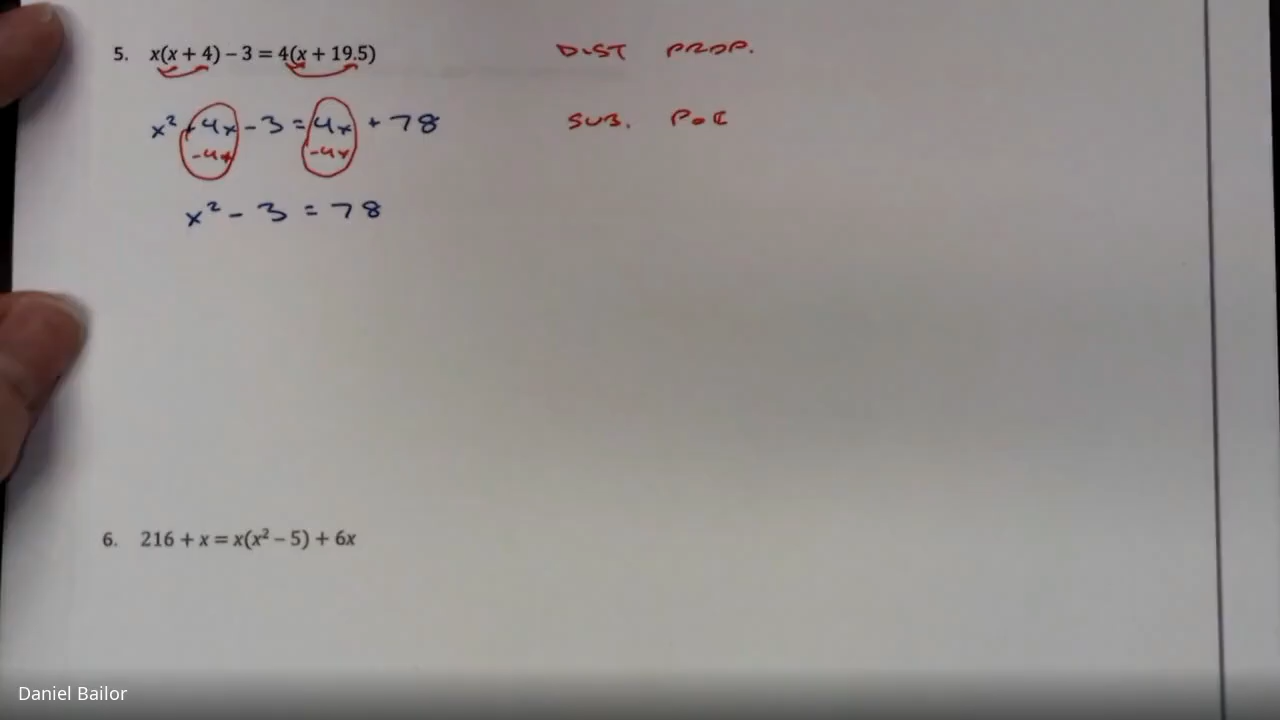 5. x(x + 4) – 3 = 4(x + 19.5) DIST PROP.
x² + 4x - 3 = 4x + 78 SUB. PoE
-4x -4x
x² - 3 = 78
6. 216 + x = x(x² – 5) + 6x
Daniel Bailor